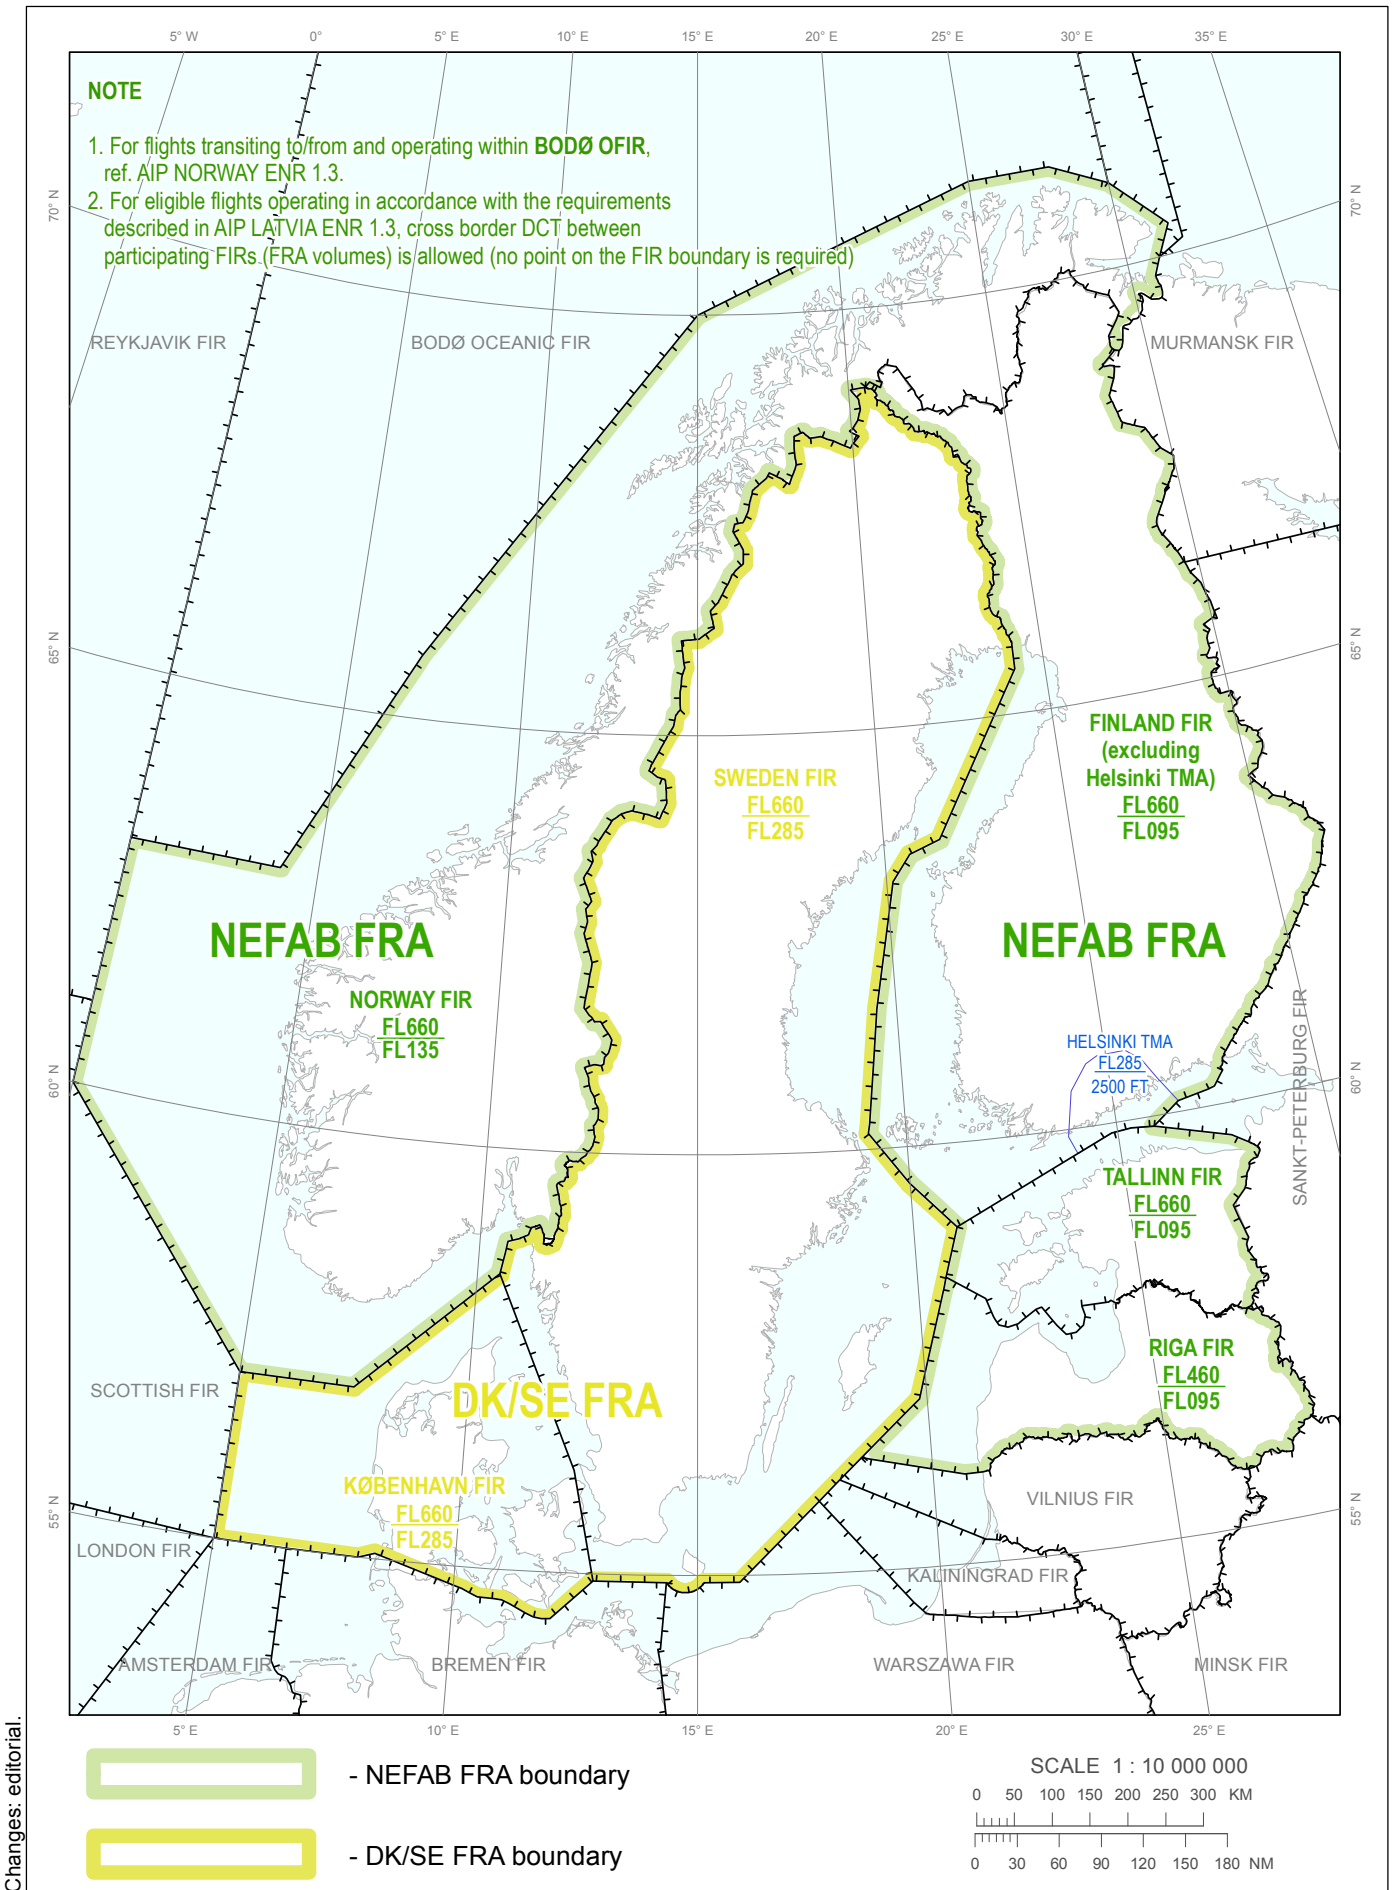 5° W 0° 5° E 10° E 15° E 20° E 25° E 30° E 35° E
NOTE
1. For flights transiting to/from and operating within BODØ OFIR,
ref. AIP NORWAY ENR 1.3.
2. For eligible flights operating in accordance with the requirements
described in AIP LATVIA ENR 1.3, cross border DCT between
participating FIRs (FRA volumes) is allowed (no point on the FIR boundary is required)
70° N
70° N
REYKJAVIK FIR
BODØ OCEANIC FIR
MURMANSK FIR
65° N
65° N
FINLAND FIR
(excluding
Helsinki TMA)
FL660
FL095
SWEDEN FIR
FL660
FL285
NEFAB FRA
NEFAB FRA
NORWAY FIR
FL660
FL135
HELSINKI TMA
FL285
2500 FT
SANKT-PETERBURG FIR
60° N
60° N
TALLINN FIR
FL660
FL095
RIGA FIR
FL460
FL095
SCOTTISH FIR
DK/SE FRA
KØBENHAVN FIR
FL660
FL285
VILNIUS FIR
55° N
55° N
LONDON FIR
KALININGRAD FIR
AMSTERDAM FIR
BREMEN FIR
WARSZAWA FIR
MINSK FIR
5° E 10° E 15° E 20° E 25° E
Changes: editorial.
- NEFAB FRA boundary
- DK/SE FRA boundary
SCALE 1 : 10 000 000
0 50 100 150 200 250 300 KM
0 30 60 90 120 150 180 NM